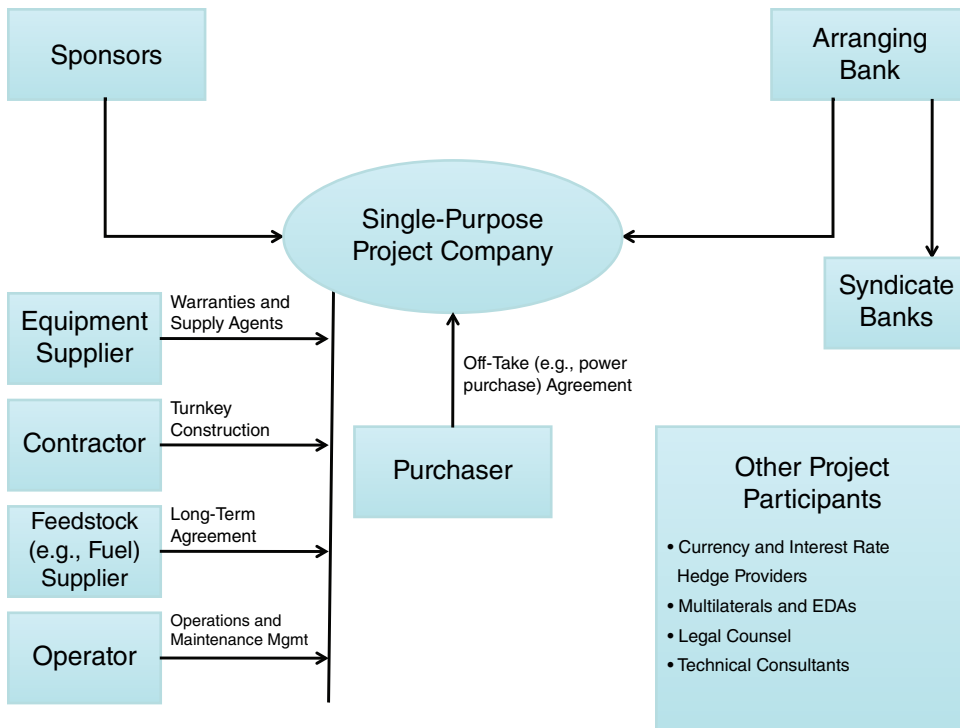 Sponsors
Arranging
Bank
Single-Purpose
Project Company
Syndicate
Banks
Equipment
Supplier
Warranties and
Supply Agents
Off-Take (e.g., power
purchase) Agreement
Contractor
Turnkey
Construction
Purchaser
Feedstock
(e.g., Fuel)
Supplier
Long-Term
Agreement
Operator
Operations and
Maintenance Mgmt
Other Project
Participants
• Currency and Interest Rate
Hedge Providers
• Multilaterals and EDAs
• Legal Counsel
• Technical Consultants